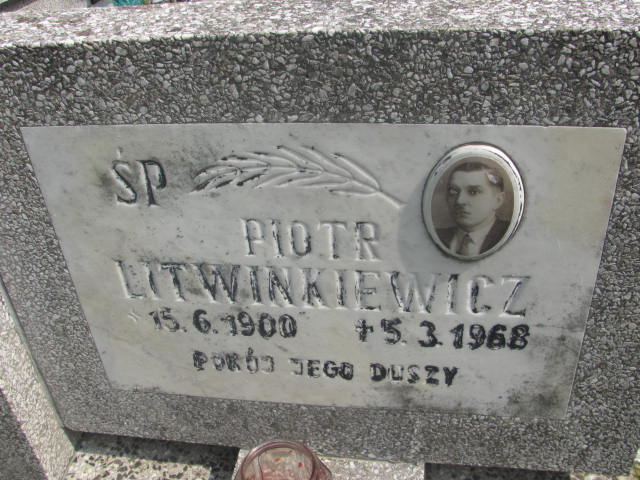 ŚP
PIOTR
LITWINKIEWICZ
* 15.6.1900 + 5.3.1968
POKÓJ JEGO DUSZY